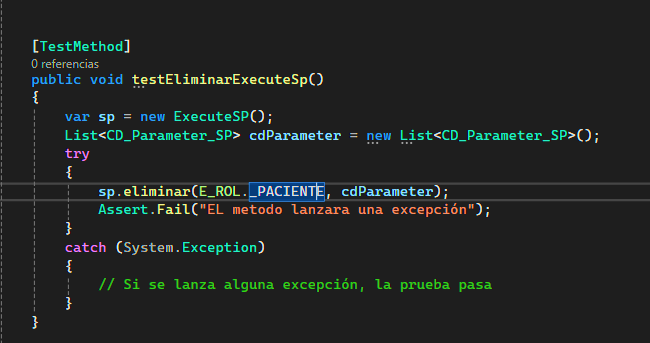 [TestMethod]
0 referencias
public void testEliminarExecuteSp()
{
var sp = new ExecuteSP();
List<CD_Parameter_SP> cdParameter = new List<CD_Parameter_SP>();
try
{
sp.eliminar(E_ROL._PACIENTE, cdParameter);
Assert.Fail("EL metodo lanzara una excepción");
}
catch (System.Exception)
{
// Si se lanza alguna excepción, la prueba pasa
}
}